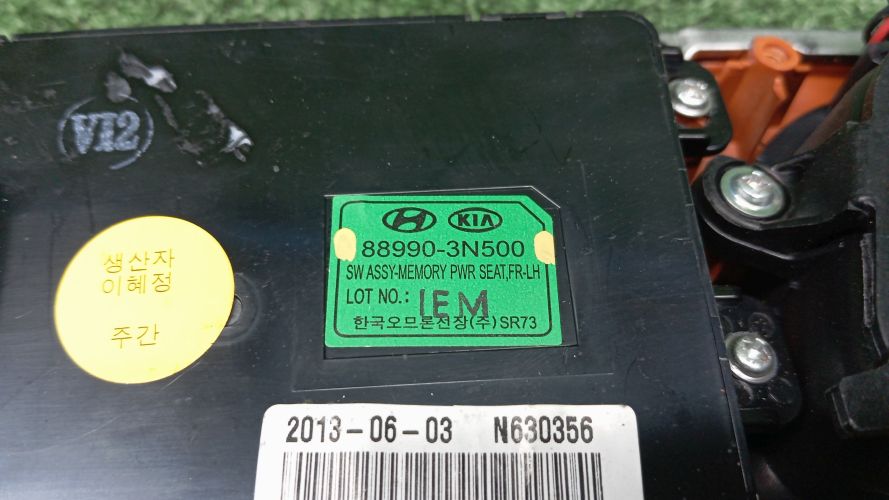 VI2
생산자
이혜정
주간
KIA
88990-3N500
SW ASSY-MEMORY PWR SEAT,FR-LH
LOT NO.: IEM
한국오므론전장(주) SR73
2013-06-03 N630356